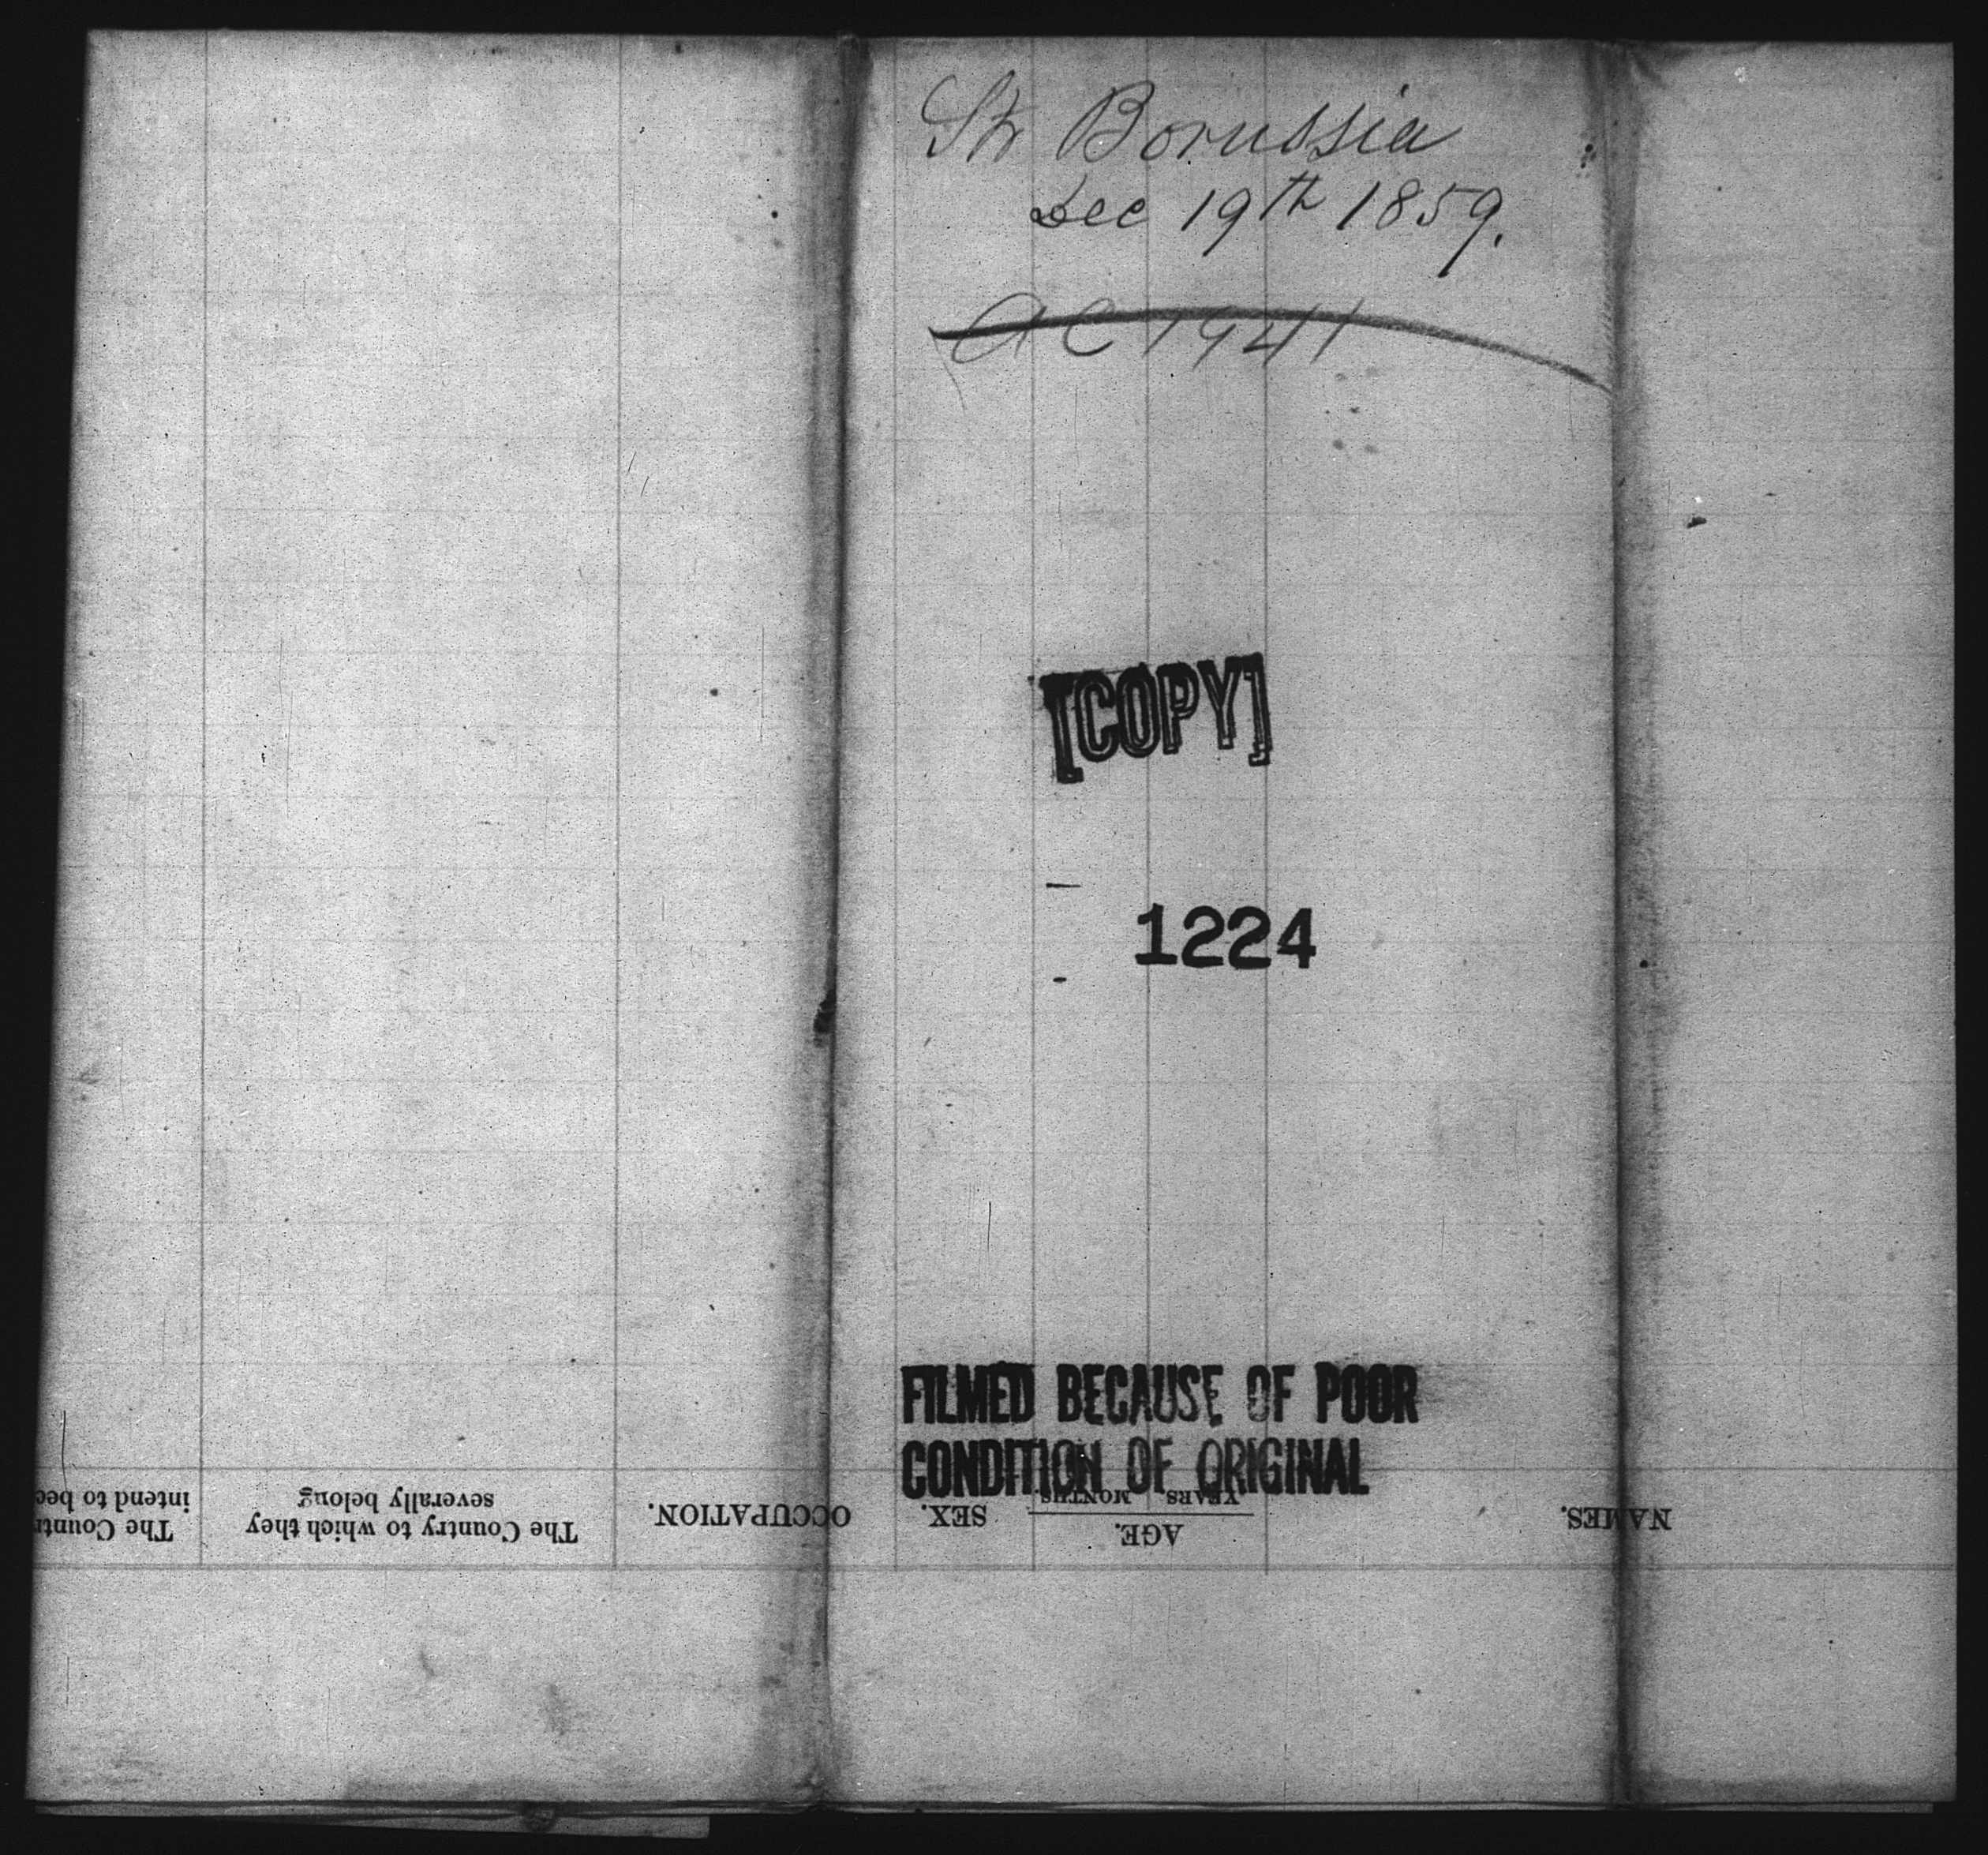 Str Borussia
Dec 19th 1859.
AC 1941
[COPY]
1224
FILMED BECAUSE OF POOR
CONDITION OF ORIGINAL
NAMES.
AGE.
YEARS. MONTHS.
SEX.
OCCUPATION.
The Country to which they
severally belong
The Countr
intend to bec